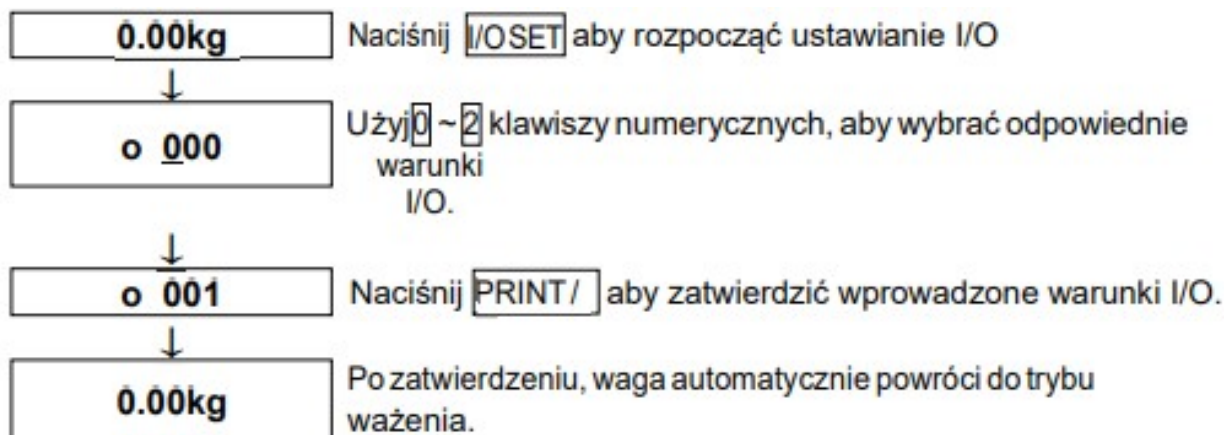 0.00kg Naciśnij I/OSET aby rozpocząć ustawianie I/O
↓
o 000 Użyj 0 ~ 2 klawiszy numerycznych, aby wybrać odpowiednie
warunki
I/O.
↓
o 001 Naciśnij PRINT / aby zatwierdzić wprowadzone warunki I/O.
↓
0.00kg Po zatwierdzeniu, waga automatycznie powróci do trybu
ważenia.